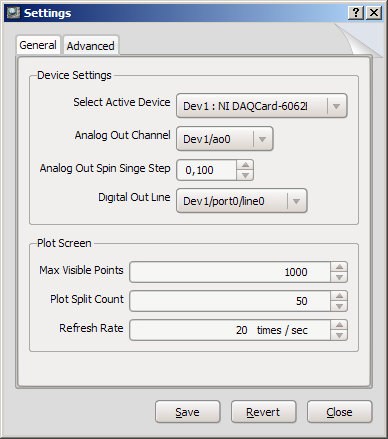 Settings
General Advanced
Device Settings
Select Active Device Dev1 : NI DAQCard-6062
Analog Out Channel Dev1/ao0
Analog Out Spin Singe Step 0,100
Digital Out Line Dev1/port0/line0
Plot Screen
Max Visible Points 1000
Plot Split Count 50
Refresh Rate 20 times / sec
Save Revert Close